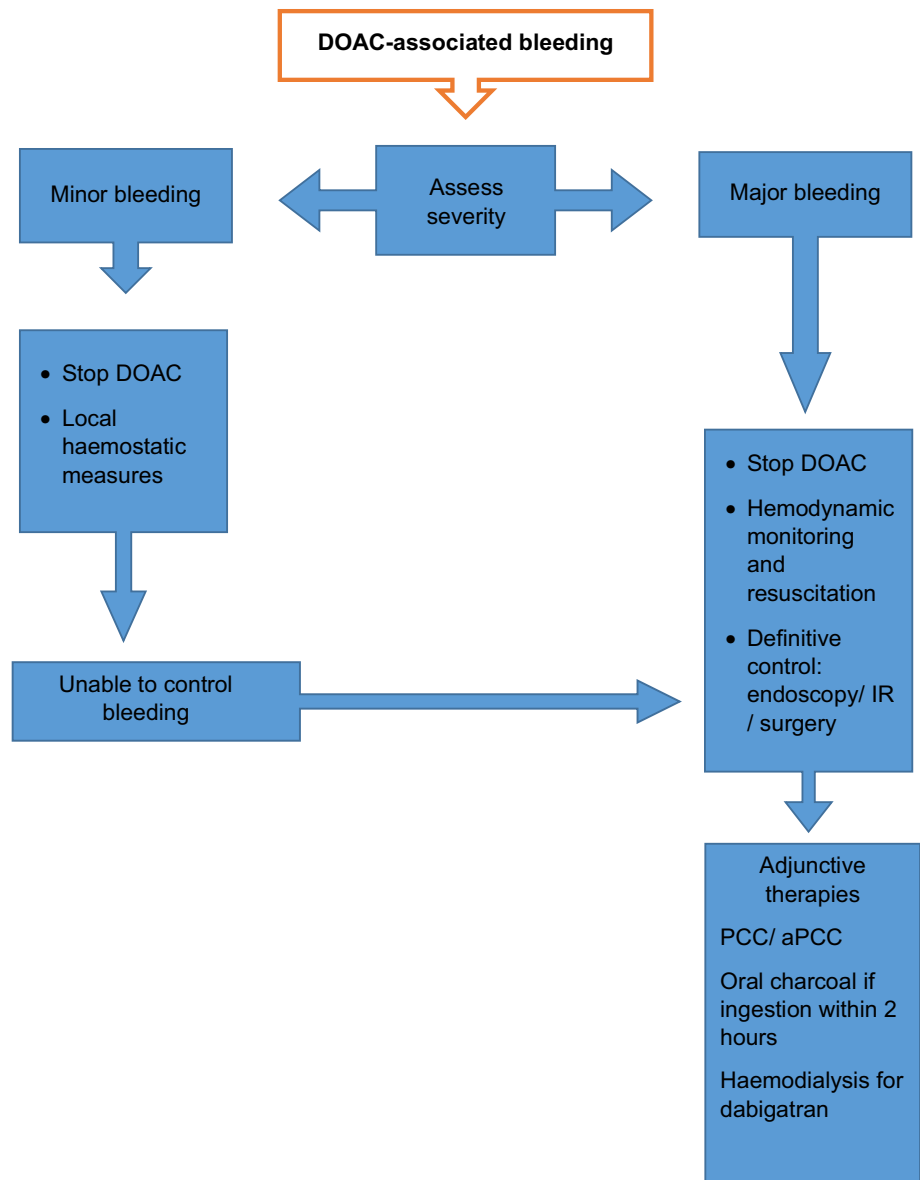 DOAC-associated bleeding
Minor bleeding
Assess
severity
Major bleeding
• Stop DOAC
• Local
haemostatic
measures
• Stop DOAC
• Hemodynamic
monitoring
and
resuscitation
• Definitive
control:
endoscopy/ IR
/ surgery
Unable to control
bleeding
Adjunctive
therapies
PCC/ aPCC
Oral charcoal if
ingestion within 2
hours
Haemodialysis for
dabigatran